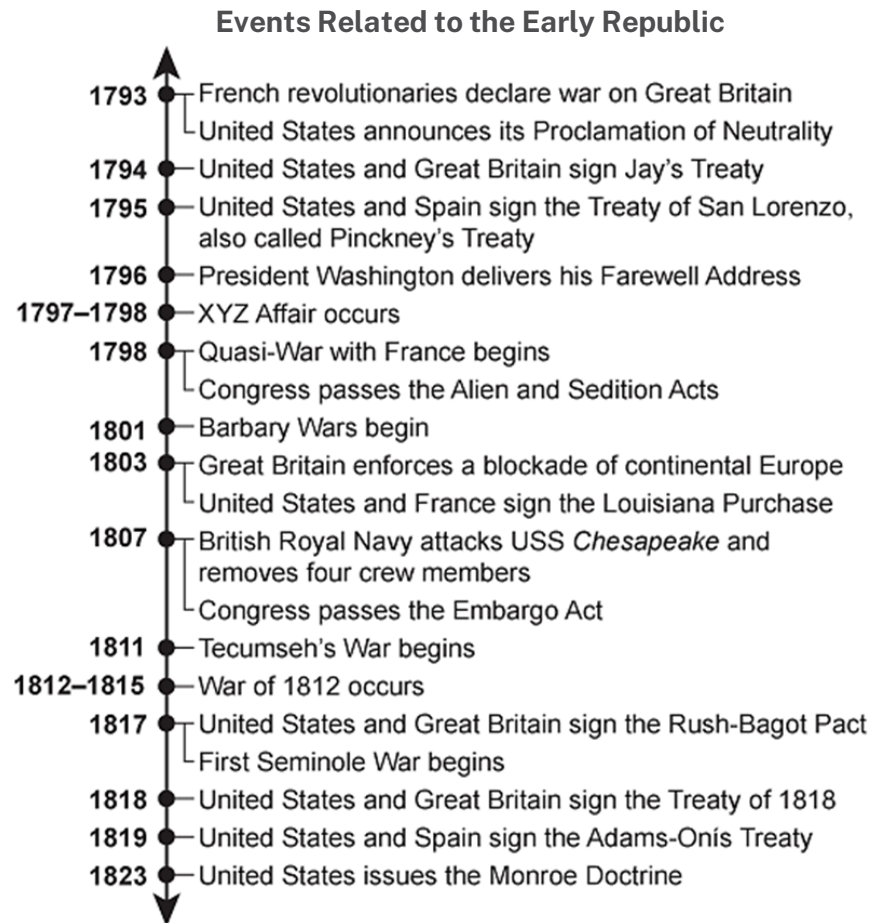 Events Related to the Early Republic
1793 French revolutionaries declare war on Great Britain
United States announces its Proclamation of Neutrality
1794 United States and Great Britain sign Jay's Treaty
1795 United States and Spain sign the Treaty of San Lorenzo,
also called Pinckney's Treaty
1796 President Washington delivers his Farewell Address
1797–1798 XYZ Affair occurs
1798 Quasi-War with France begins
Congress passes the Alien and Sedition Acts
1801 Barbary Wars begin
1803 Great Britain enforces a blockade of continental Europe
United States and France sign the Louisiana Purchase
1807 British Royal Navy attacks USS Chesapeake and
removes four crew members
Congress passes the Embargo Act
1811 Tecumseh's War begins
1812–1815 War of 1812 occurs
1817 United States and Great Britain sign the Rush-Bagot Pact
First Seminole War begins
1818 United States and Great Britain sign the Treaty of 1818
1819 United States and Spain sign the Adams-Onís Treaty
1823 United States issues the Monroe Doctrine